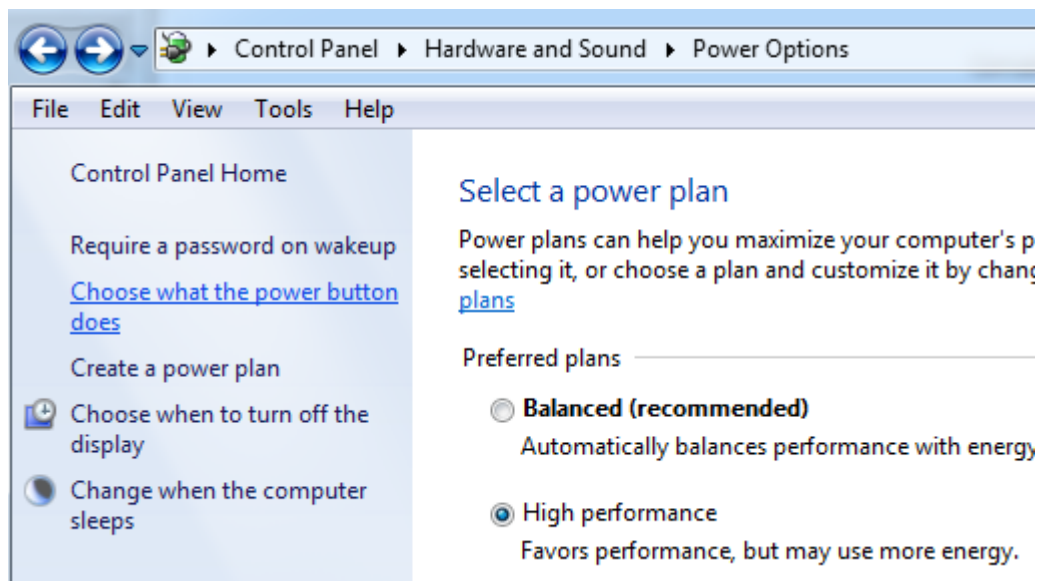 Control Panel ▸ Hardware and Sound ▸ Power Options
File Edit View Tools Help
Control Panel Home
Require a password on wakeup
Choose what the power button
does
Create a power plan
Choose when to turn off the
display
Change when the computer
sleeps
Select a power plan
Power plans can help you maximize your computer's p
selecting it, or choose a plan and customize it by chang
plans
Preferred plans
Balanced (recommended)
Automatically balances performance with energy
High performance
Favors performance, but may use more energy.